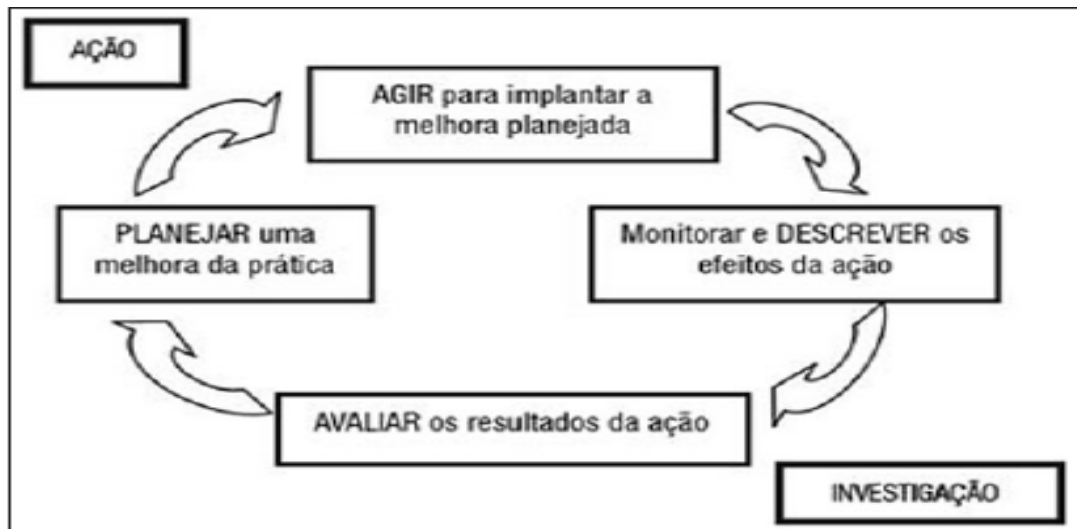 AÇÃO
AGIR para implantar a
melhora planejada
PLANEJAR uma
melhora da prática
Monitorar e DESCREVER os
efeitos da ação
AVALIAR os resultados da ação
INVESTIGAÇÃO